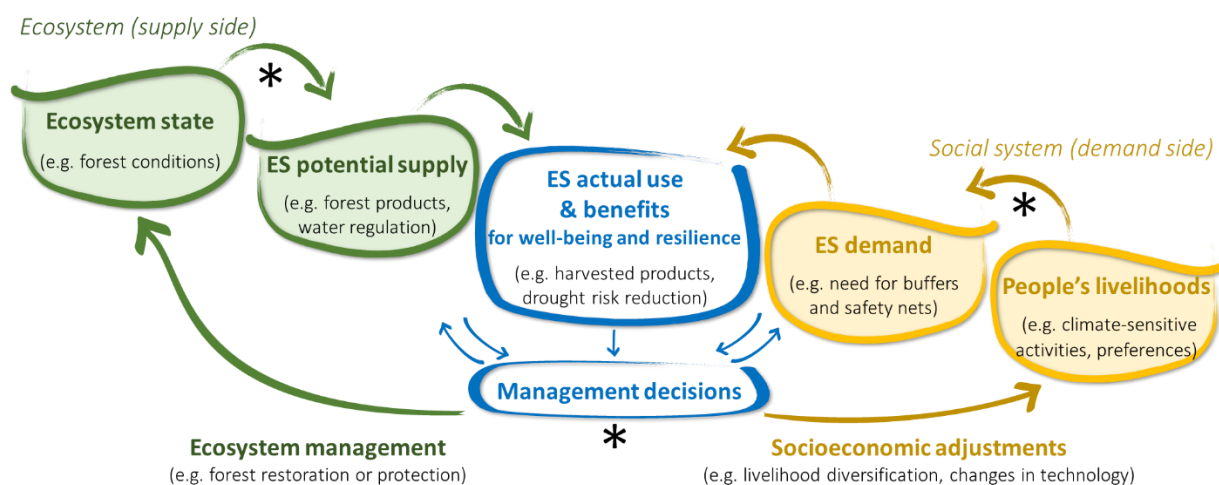 Ecosystem (supply side)
*
Ecosystem state
(e.g. forest conditions)
ES potential supply
(e.g. forest products,
water regulation)
ES actual use
& benefits
for well-being and resilience
(e.g. harvested products,
drought risk reduction)
Social system (demand side)
*
ES demand
(e.g. need for buffers
and safety nets)
People's livelihoods
(e.g. climate-sensitive
activities, preferences)
Management decisions
*
Ecosystem management
(e.g. forest restoration or protection)
Socioeconomic adjustments
(e.g. livelihood diversification, changes in technology)